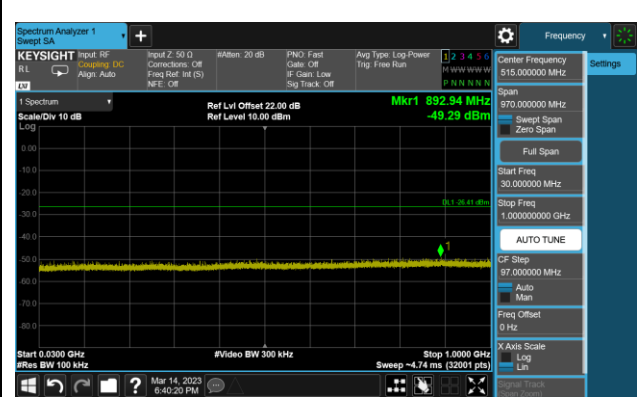 Spectrum Analyzer 1
Swept SA
Frequency
KEYSIGHT
RL
Input: RF
Coupling: DC
Align: Auto
Input Z: 50 Ω
Corrections: Off
Freq Ref: Int (S)
NFE: Off
#Atten: 20 dB
PNO: Fast
Gate: Off
IF Gain: Low
Sig Track: Off
Avg Type: Log-Power
Trig: Free Run
1 2 3 4 5 6
M W W W W W
P N N N N N
Center Frequency
515.000000 MHz
Settings
Span
970.000000 MHz
Swept Span
Zero Span
Full Span
Start Freq
30.000000 MHz
Stop Freq
1.000000000 GHz
AUTO TUNE
CF Step
97.000000 MHz
Auto
Man
Freq Offset
0 Hz
X Axis Scale
Log
Lin
Signal Track
(Span Zoom)
1 Spectrum
Scale/Div 10 dB
Ref Lvl Offset 22.00 dB
Ref Level 10.00 dBm
Mkr1 892.94 MHz
-49.29 dBm
Log
0.00
-10.0
-20.0
-30.0
-40.0
-50.0
-60.0
-70.0
-80.0
DL1 -26.41 dBm
1
Start 0.0300 GHz
#Res BW 100 kHz
#Video BW 300 kHz
Stop 1.0000 GHz
Sweep ~4.74 ms (32001 pts)
Mar 14, 2023
6:40:20 PM